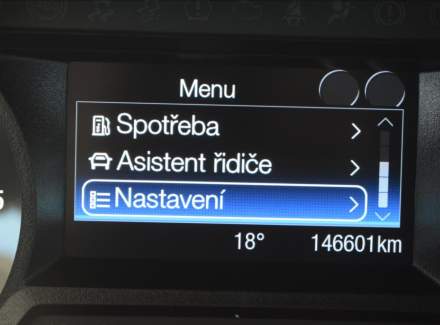 Menu
Spotřeba
Asistent řidiče
Nastavení
18° 146601km